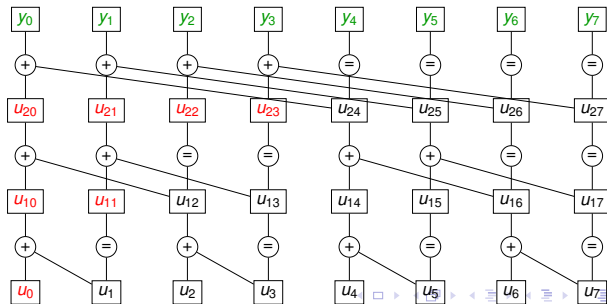 y0 y1 y2 y3 y4 y5 y6 y7
+ + + + = = = =
u20 u21 u22 u23 u24 u25 u26 u27
+ + = = + + = =
u10 u11 u12 u13 u14 u15 u16 u17
+ = + = + = + =
u0 u1 u2 u3 u4 u5 u6 u7